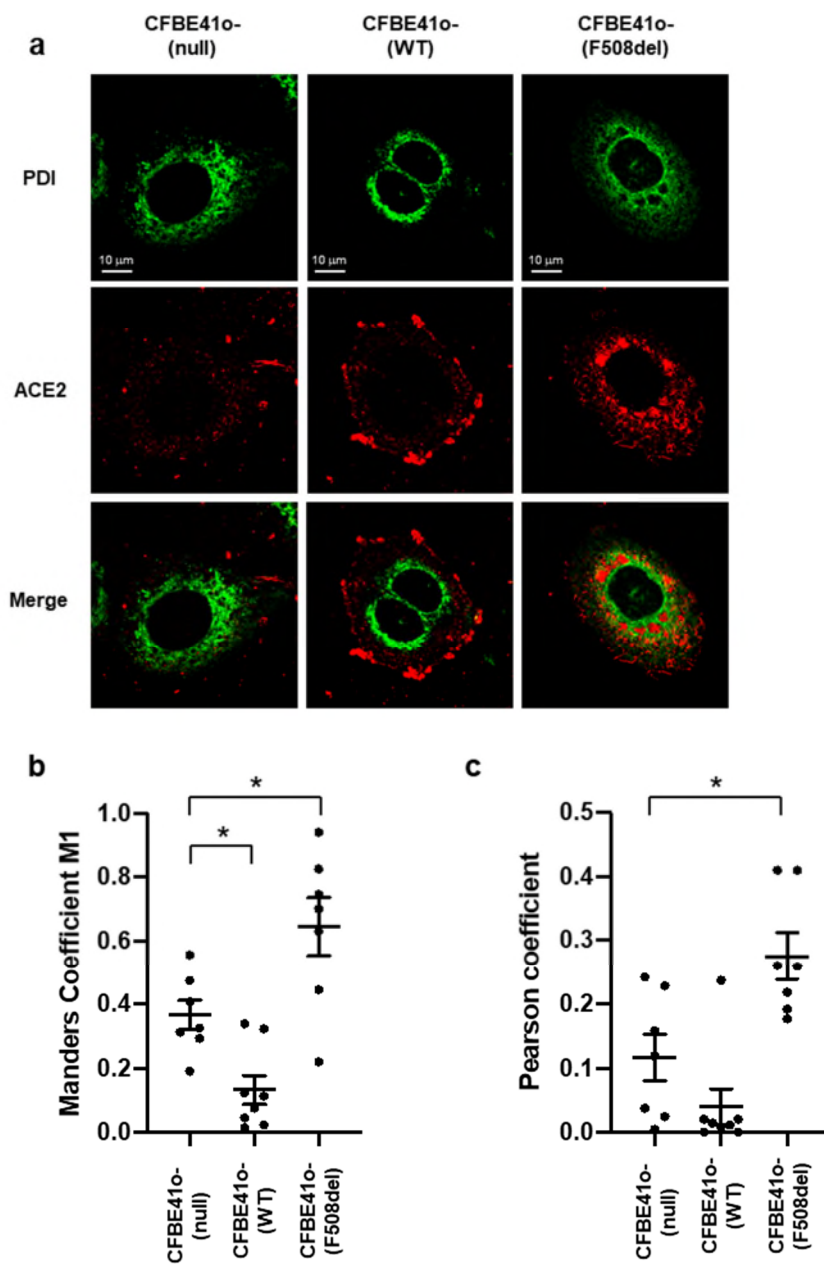 a
CFBE41o-
(null)
CFBE41o-
(WT)
CFBE41o-
(F508del)
PDI
10 μm
10 μm
10 μm
ACE2
Merge
b
*
*
Manders Coefficient M1
1.0
0.8
0.6
0.4
0.2
0.0
CFBE41o-
(null)
CFBE41o-
(WT)
CFBE41o-
(F508del)
c
*
Pearson coefficient
0.5
0.4
0.3
0.2
0.1
0.0
CFBE41o-
(null)
CFBE41o-
(WT)
CFBE41o-
(F508del)